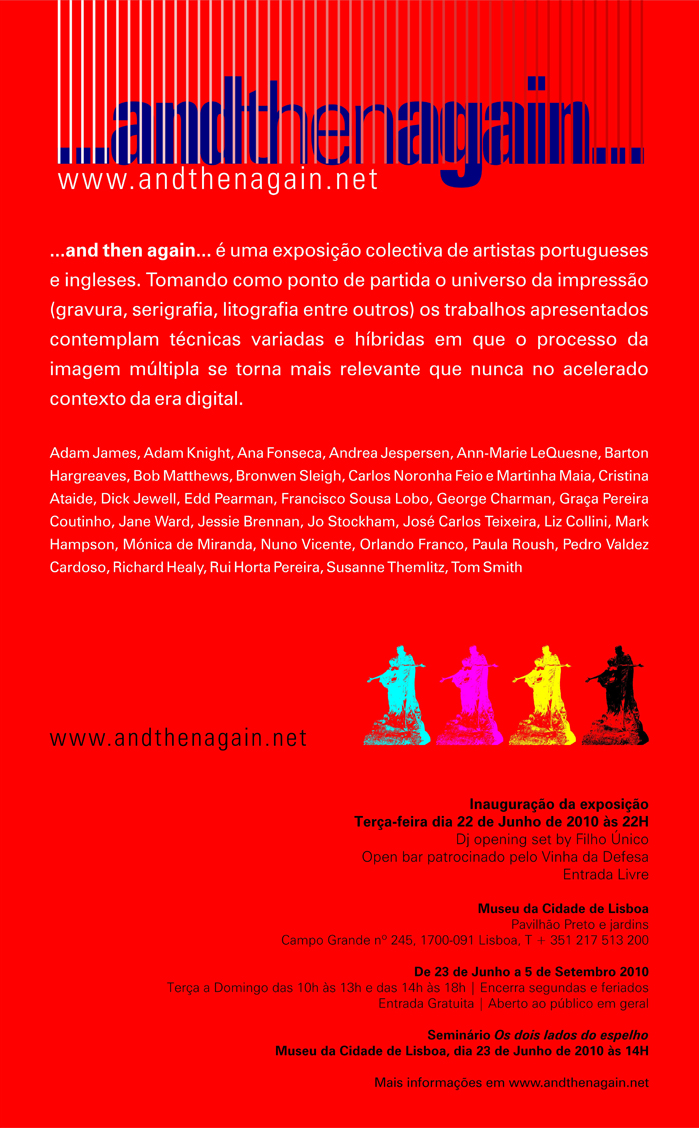 ...andthenagain...
www.andthenagain.net
...and then again... é uma exposição colectiva de artistas portugueses
e ingleses. Tomando como ponto de partida o universo da impressão
(gravura, serigrafia, litografia entre outros) os trabalhos apresentados
contemplam técnicas variadas e híbridas em que o processo da
imagem múltipla se torna mais relevante que nunca no acelerado
contexto da era digital.
Adam James, Adam Knight, Ana Fonseca, Andrea Jespersen, Ann-Marie LeQuesne, Barton
Hargreaves, Bob Matthews, Bronwen Sleigh, Carlos Noronha Feio e Martinha Maia, Cristina
Ataide, Dick Jewell, Edd Pearman, Francisco Sousa Lobo, George Charman, Graça Pereira
Coutinho, Jane Ward, Jessie Brennan, Jo Stockham, José Carlos Teixeira, Liz Collini, Mark
Hampson, Mónica de Miranda, Nuno Vicente, Orlando Franco, Paula Roush, Pedro Valdez
Cardoso, Richard Healy, Rui Horta Pereira, Susanne Themlitz, Tom Smith
www.andthenagain.net
Inauguração da exposição
Terça-feira dia 22 de Junho de 2010 às 22H
Dj opening set by Filho Único
Open bar patrocinado pelo Vinha da Defesa
Entrada Livre
Museu da Cidade de Lisboa
Pavilhão Preto e jardins
Campo Grande nº 245, 1700-091 Lisboa, T + 351 217 513 200
De 23 de Junho a 5 de Setembro 2010
Terça a Domingo das 10h às 13h e das 14h às 18h | Encerra segundas e feriados
Entrada Gratuita | Aberto ao público em geral
Seminário Os dois lados do espelho
Museu da Cidade de Lisboa, dia 23 de Junho de 2010 às 14H
Mais informações em www.andthenagain.net